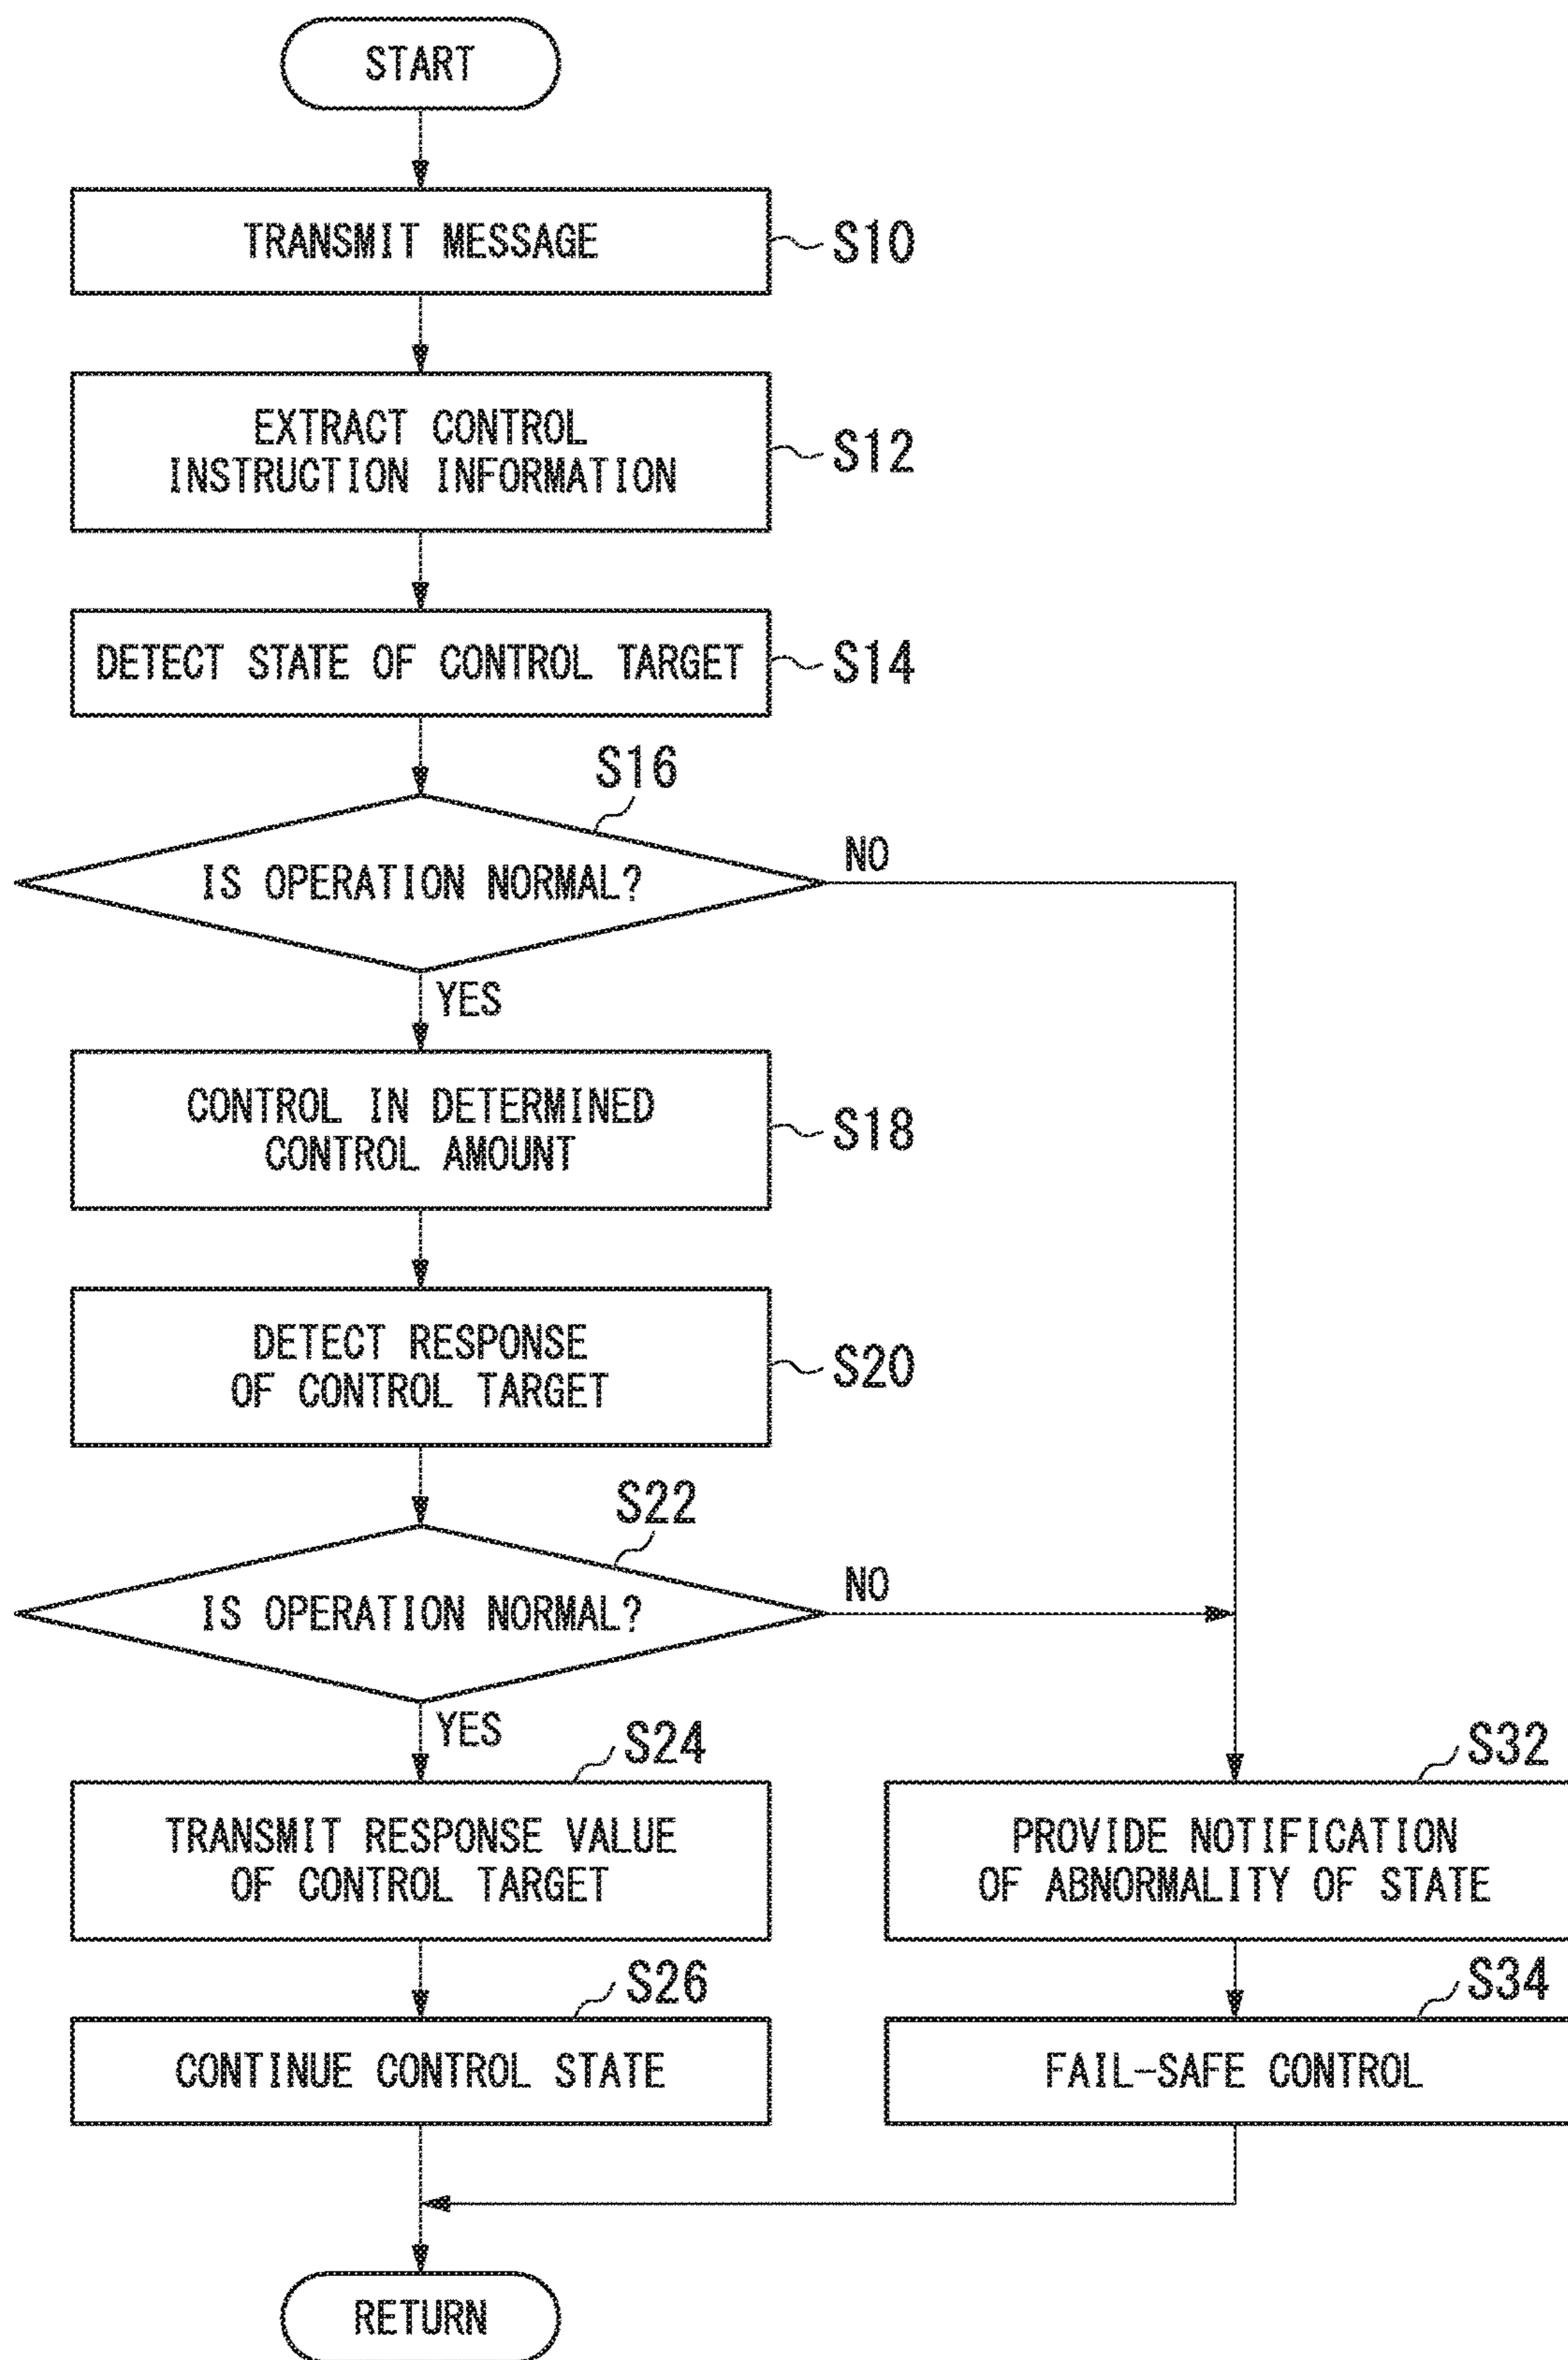 START
TRANSMIT MESSAGE
S10
EXTRACT CONTROL
INSTRUCTION INFORMATION
S12
DETECT STATE OF CONTROL TARGET
S14
S16
IS OPERATION NORMAL?
NO
YES
CONTROL IN DETERMINED
CONTROL AMOUNT
S18
DETECT RESPONSE
OF CONTROL TARGET
S20
S22
IS OPERATION NORMAL?
NO
YES
S24
TRANSMIT RESPONSE VALUE
OF CONTROL TARGET
S32
PROVIDE NOTIFICATION
OF ABNORMALITY OF STATE
S26
CONTINUE CONTROL STATE
S34
FAIL-SAFE CONTROL
RETURN